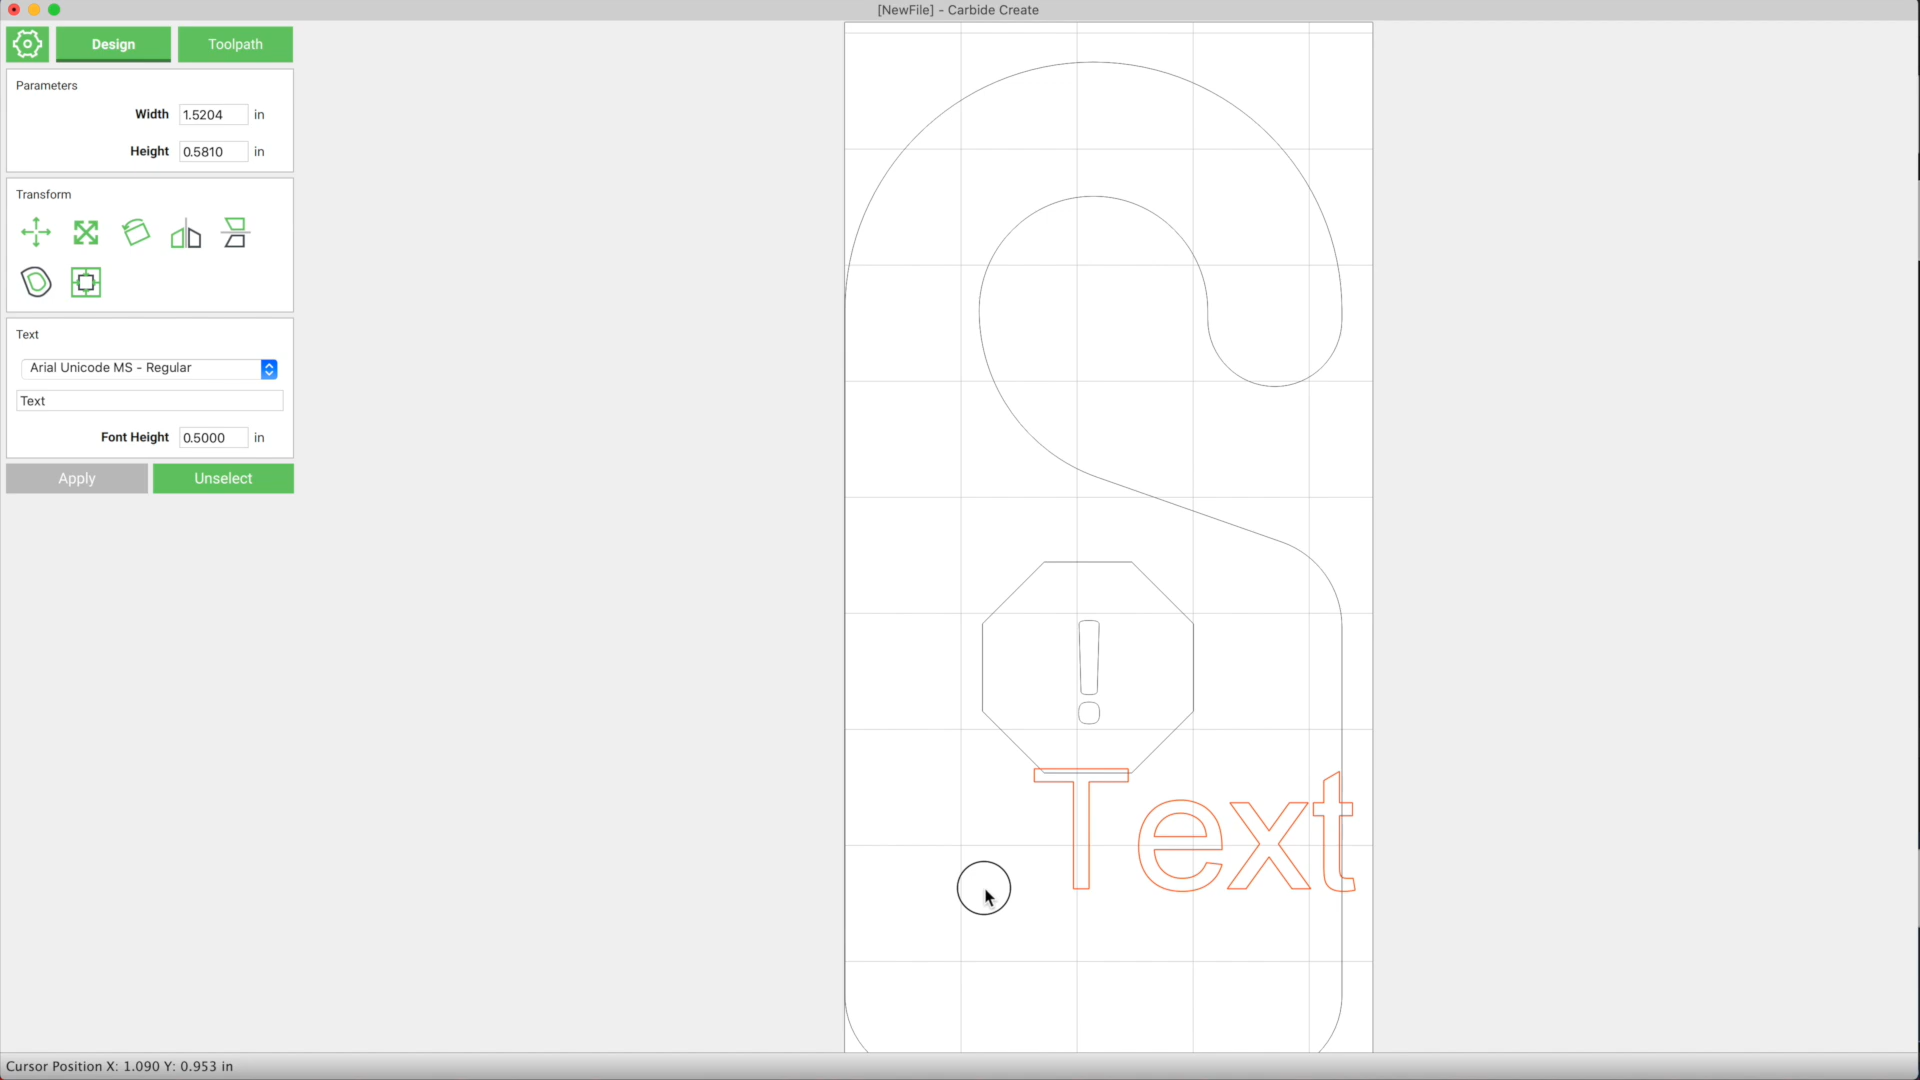 [NewFile] - Carbide Create
Design
Toolpath
Parameters
Width 1.5204 in
Height 0.5810 in
Transform
Text
Arial Unicode MS - Regular
Text
Font Height 0.5000 in
Apply
Unselect
!
Text
Cursor Position X: 1.090 Y: 0.953 in